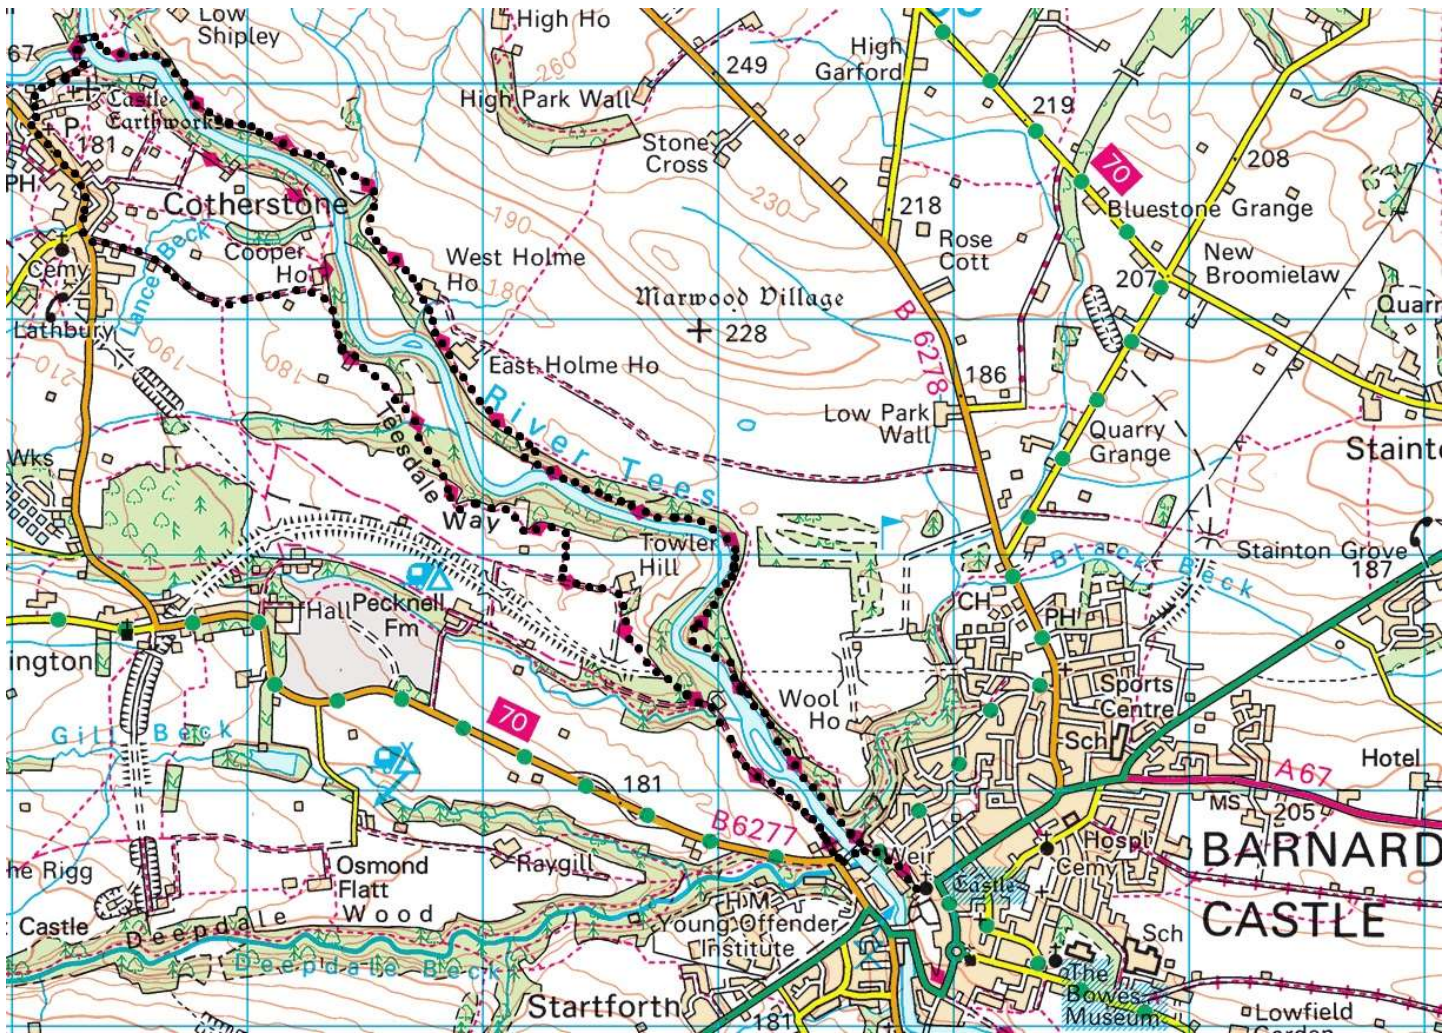 Low
Shipley
High Ho
260
249
High
Garford
67
Castle
Earthworks
High Park Wall
219
P
181
Stone
Cross
208
70
PH
Cotherstone
190
230
218
Bluestone Grange
Rose
Cott
New
Broomielaw
Lance Beck
Cooper
Ho
West Holme
Ho
Cemy
180
Marwood Village
207
Quarr
Lathbury
228
B 6278
190
180
210
East Holme Ho
186
River Tees
Low Park
Wall
Teesdale
Way
Quarry
Grange
Wks
Stainto
Towler
Hill
Black Beck
Stainton Grove
187
Hall
Pecknell
Fm
CH
PH
ington
Wool
Ho
Sports
Centre
70
Gill Beck
Sch
Hotel
A67
181
MS
205
B6277
Hospl
Weir
Cemy
BARNARD
CASTLE
he Rigg
Osmond
Flatt
Wood
Raygill
Castle
H M
Young Offender
Institute
Castle
Deepdale
Sch
Deepdale Beck
The
Bowes
Museum
Startforth
181
Lowfield
Garden